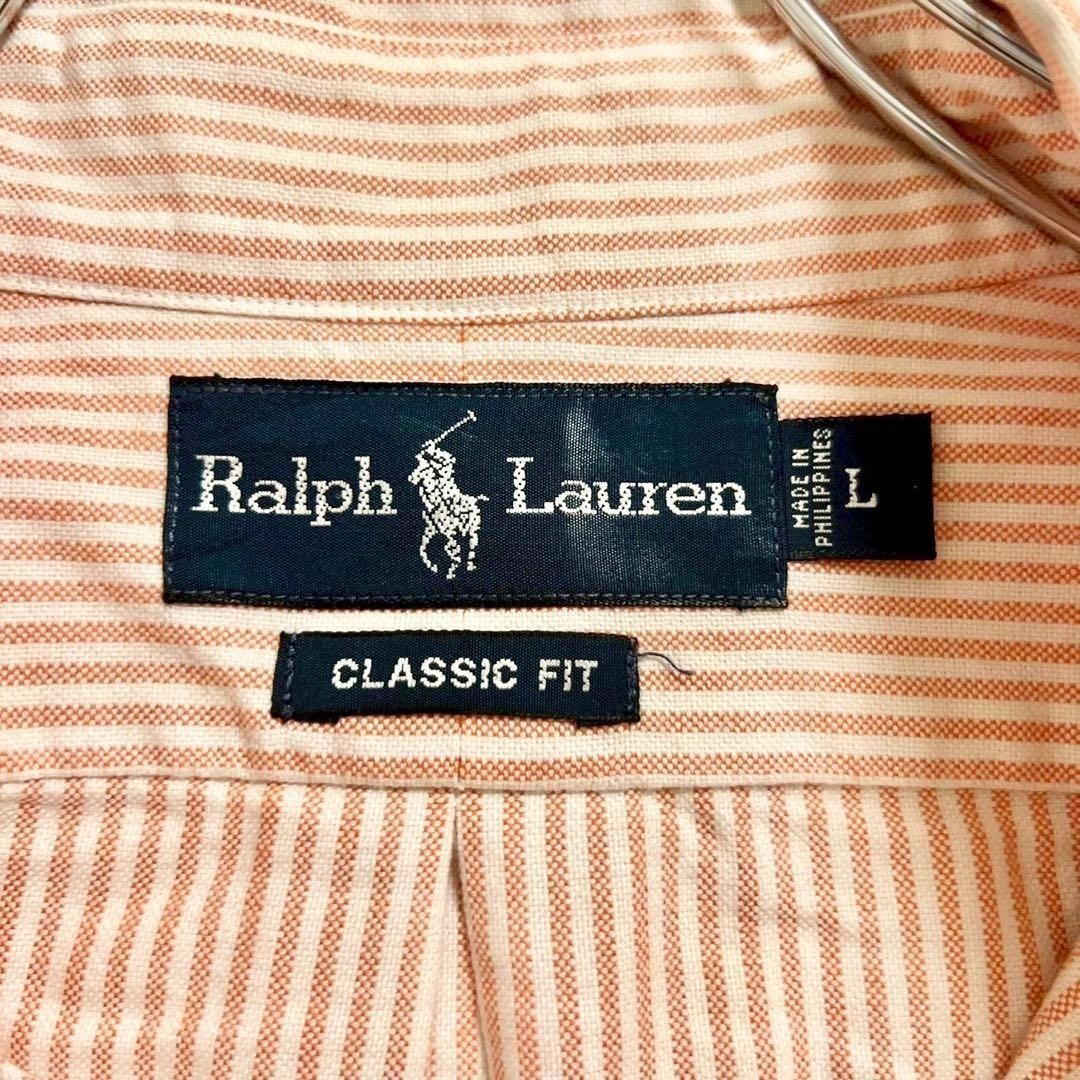 Ralph Lauren
MADE IN
PHILIPPINES
L
CLASSIC FIT